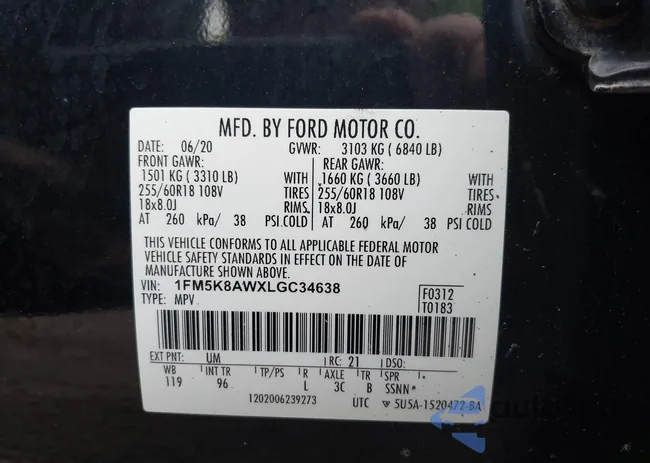 MFD. BY FORD MOTOR CO.
DATE: 06/20 GVWR: 3103 KG ( 6840 LB)
FRONT GAWR: REAR GAWR:
1501 KG ( 3310 LB) WITH 1660 KG ( 3660 LB) WITH
255/60R18 108V TIRES 255/60R18 108V TIRES
18x8.0J RIMS 18x8.0J RIMS
AT 260 kPa/ 38 PSI COLD AT 260 kPa/ 38 PSI COLD
THIS VEHICLE CONFORMS TO ALL APPLICABLE FEDERAL MOTOR
VEHICLE SAFETY STANDARDS IN EFFECT ON THE DATE OF
MANUFACTURE SHOWN ABOVE.
VIN: 1FM5K8AWXLGC34638 F0312
TYPE: MPV T0183
EXT PNT: UM RC: 21 DSO:
WB INT TR TP/PS R AXLE TR SPR
119 96 L 3C B SSNN*
1202006239273 UTC 5U5A-1520472-BA